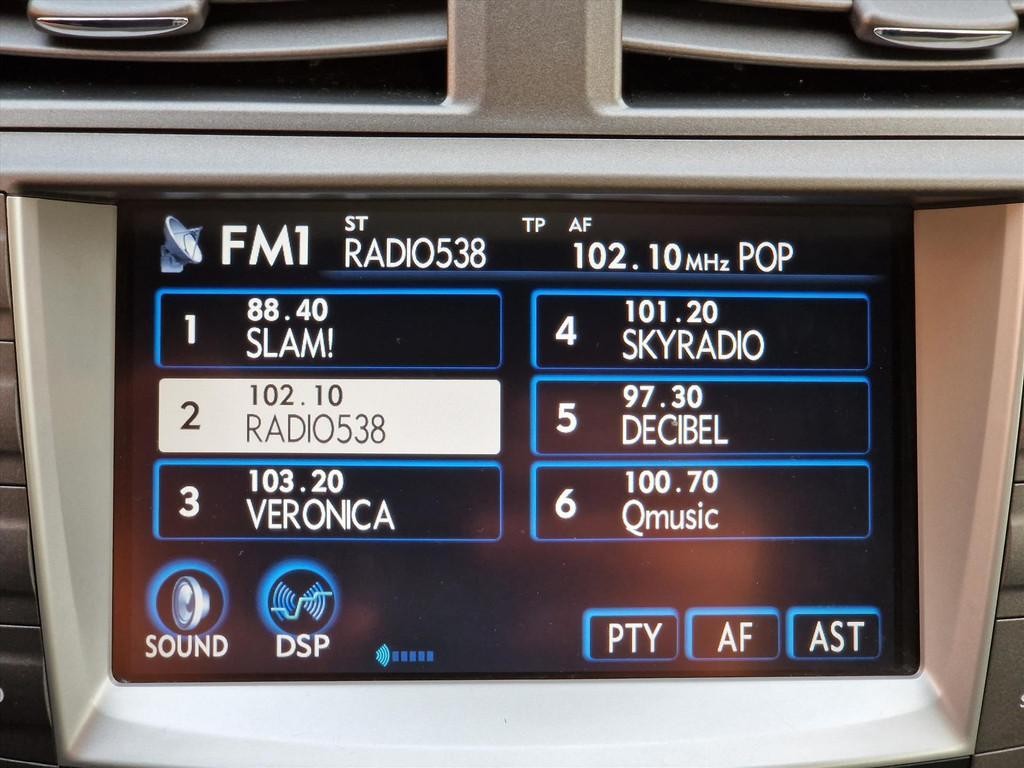 FM1 ST RADIO538 TP AF 102.10 MHz POP
1 88.40 SLAM!
2 102.10 RADIO538
3 103.20 VERONICA
4 101.20 SKYRADIO
5 97.30 DECIBEL
6 100.70 Qmusic
SOUND DSP PTY AF AST